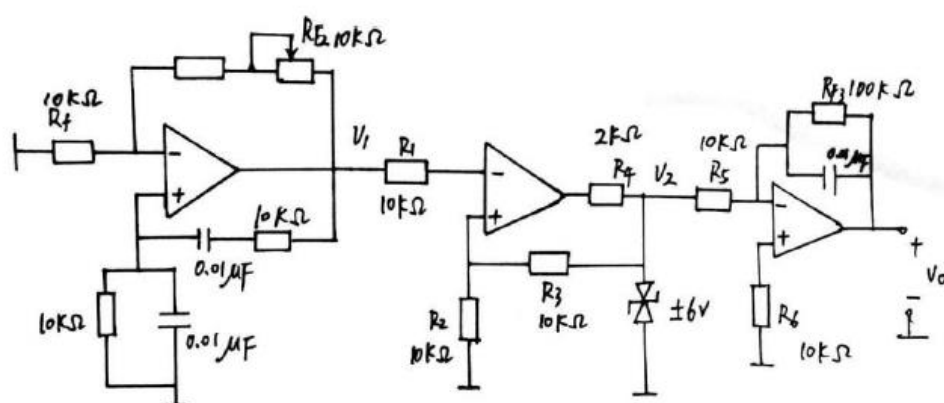 RF2 10KΩ
10KΩ
Rf
-
+
10KΩ
0.01μF
10KΩ
0.01μF
V1
R1
10KΩ
-
+
2KΩ
R4
V2
R3
10KΩ
R2
10KΩ
±6V
10KΩ
R5
Rf3 100KΩ
0.01μF
-
+
R6
10KΩ
+
Vo
-